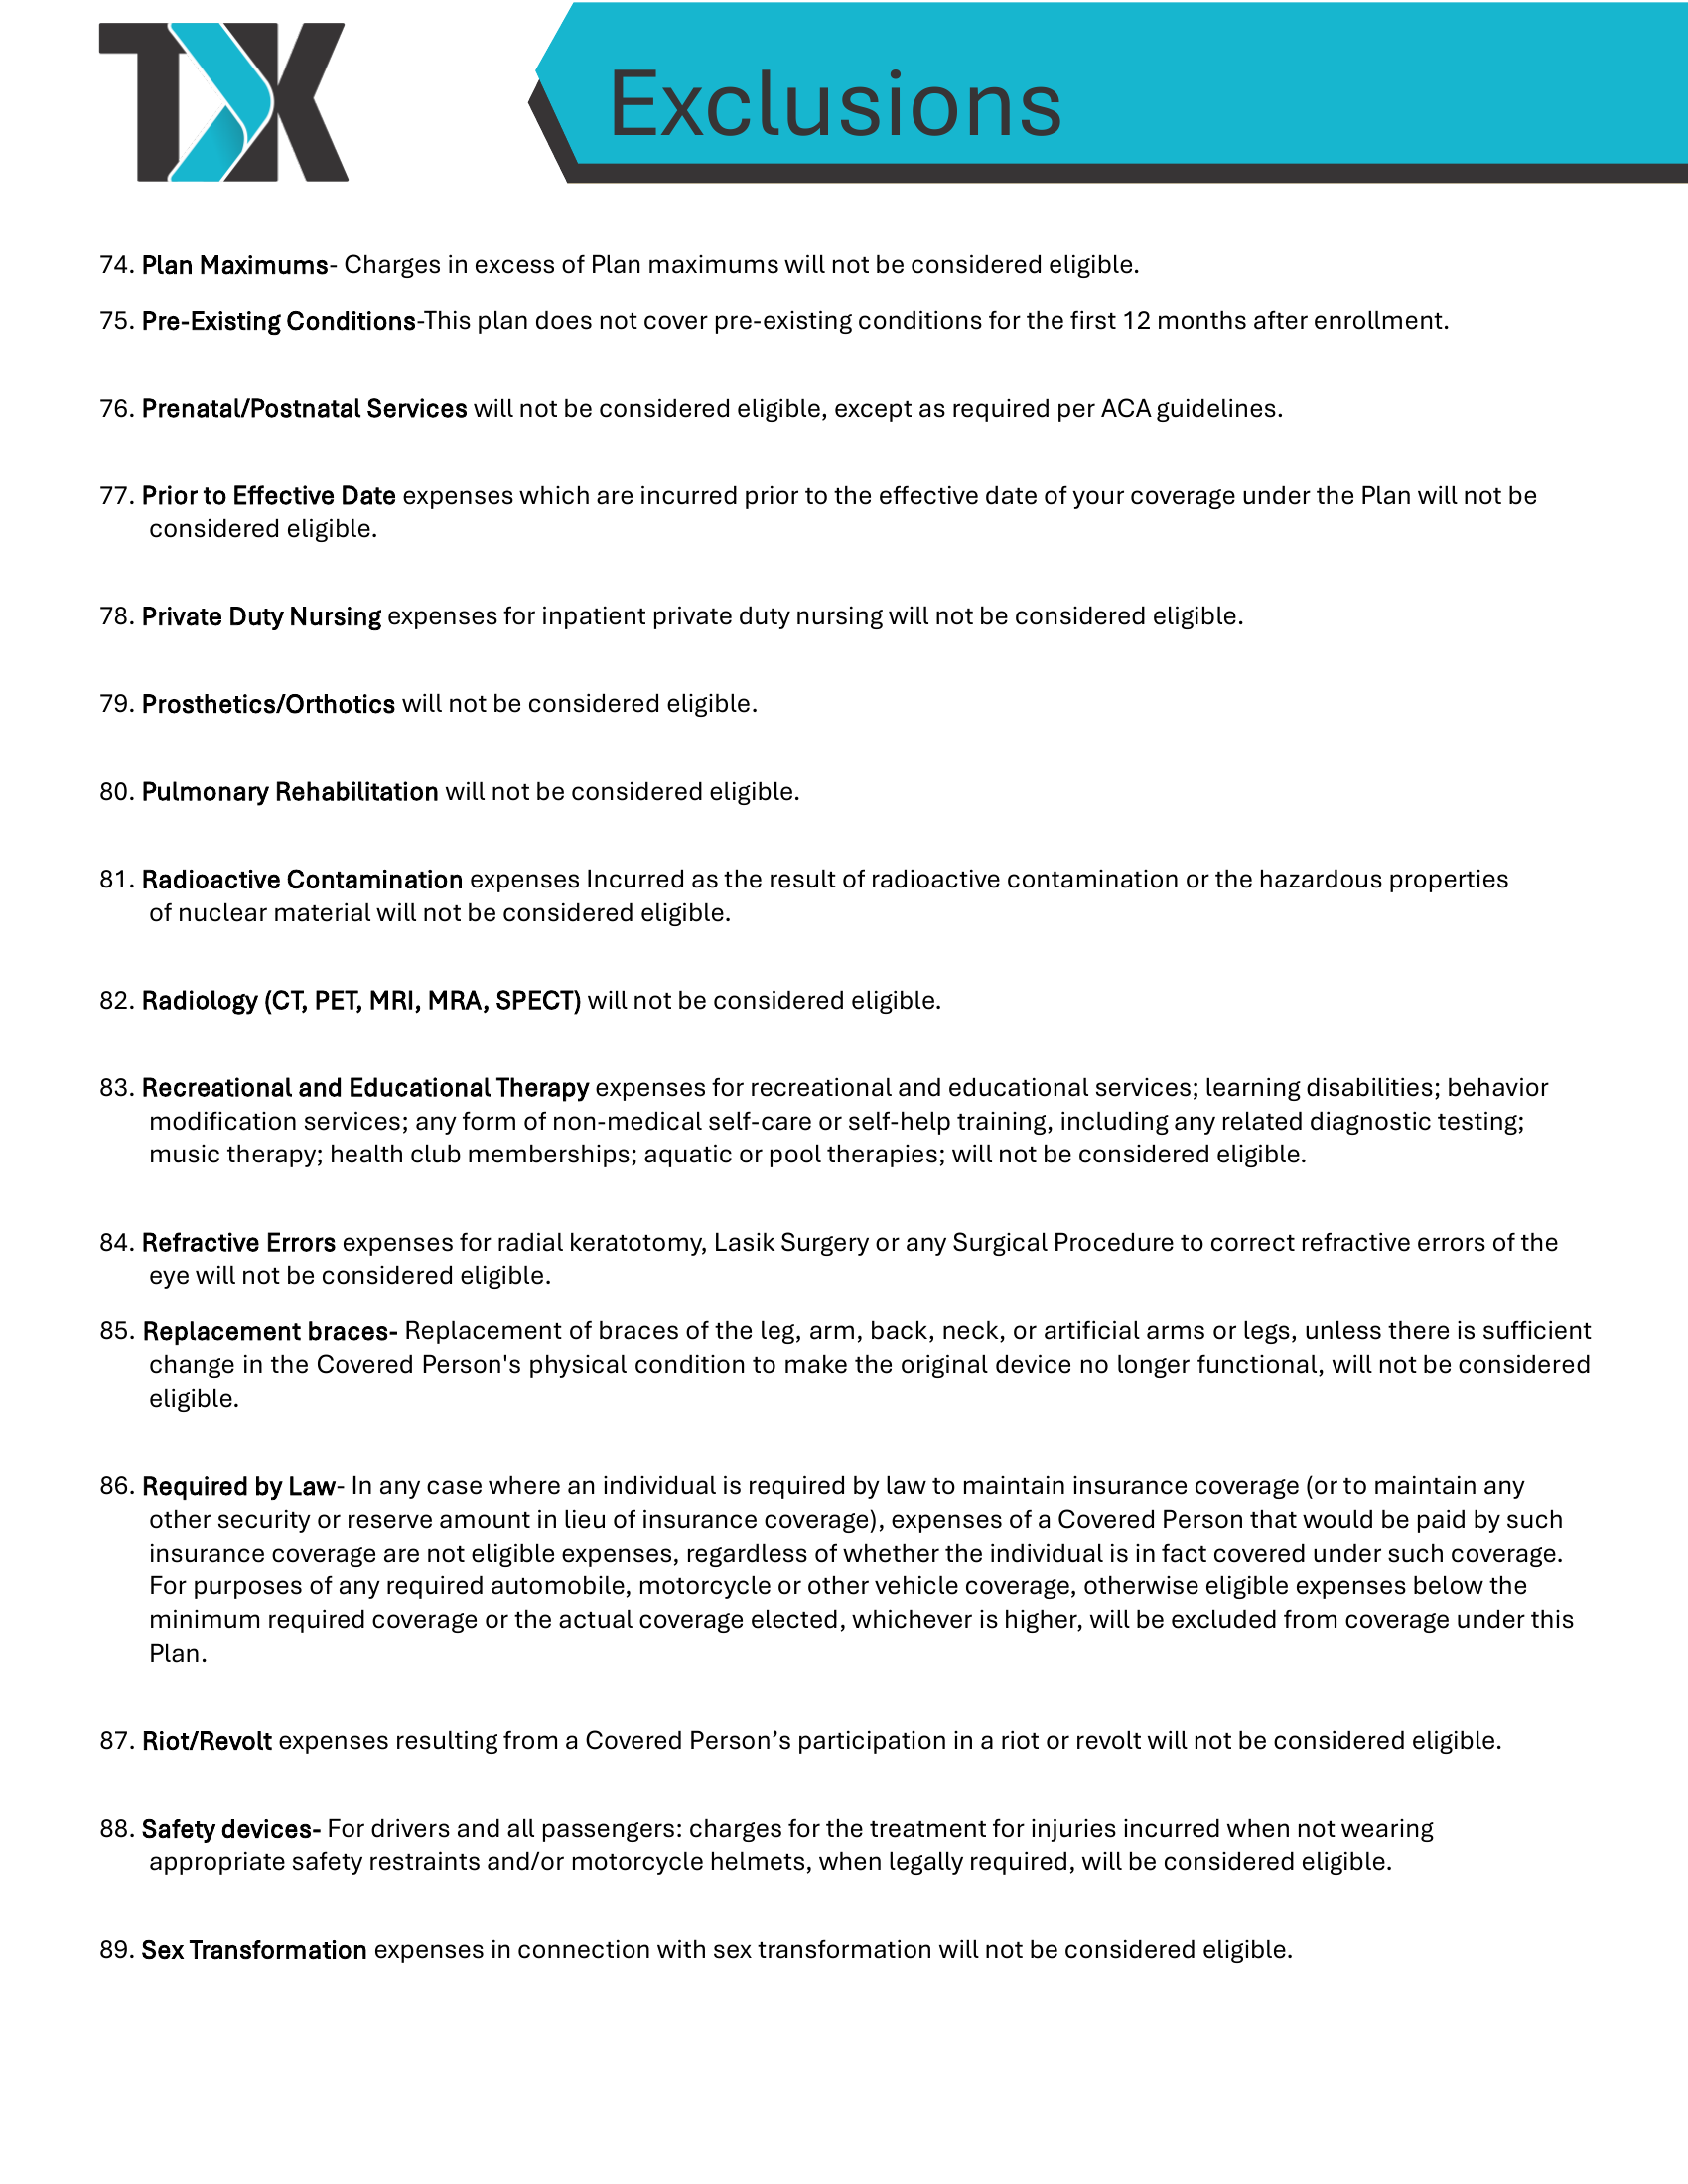 TXK
Exclusions
74. Plan Maximums- Charges in excess of Plan maximums will not be considered eligible.
75. Pre-Existing Conditions-This plan does not cover pre-existing conditions for the first 12 months after enrollment.
76. Prenatal/Postnatal Services will not be considered eligible, except as required per ACA guidelines.
77. Prior to Effective Date expenses which are incurred prior to the effective date of your coverage under the Plan will not be
considered eligible.
78. Private Duty Nursing expenses for inpatient private duty nursing will not be considered eligible.
79. Prosthetics/Orthotics will not be considered eligible.
80. Pulmonary Rehabilitation will not be considered eligible.
81. Radioactive Contamination expenses Incurred as the result of radioactive contamination or the hazardous properties
of nuclear material will not be considered eligible.
82. Radiology (CT, PET, MRI, MRA, SPECT) will not be considered eligible.
83. Recreational and Educational Therapy expenses for recreational and educational services; learning disabilities; behavior
modification services; any form of non-medical self-care or self-help training, including any related diagnostic testing;
music therapy; health club memberships; aquatic or pool therapies; will not be considered eligible.
84. Refractive Errors expenses for radial keratotomy, Lasik Surgery or any Surgical Procedure to correct refractive errors of the
eye will not be considered eligible.
85. Replacement braces- Replacement of braces of the leg, arm, back, neck, or artificial arms or legs, unless there is sufficient
change in the Covered Person's physical condition to make the original device no longer functional, will not be considered
eligible.
86. Required by Law- In any case where an individual is required by law to maintain insurance coverage (or to maintain any
other security or reserve amount in lieu of insurance coverage), expenses of a Covered Person that would be paid by such
insurance coverage are not eligible expenses, regardless of whether the individual is in fact covered under such coverage.
For purposes of any required automobile, motorcycle or other vehicle coverage, otherwise eligible expenses below the
minimum required coverage or the actual coverage elected, whichever is higher, will be excluded from coverage under this
Plan.
87. Riot/Revolt expenses resulting from a Covered Person’s participation in a riot or revolt will not be considered eligible.
88. Safety devices- For drivers and all passengers: charges for the treatment for injuries incurred when not wearing
appropriate safety restraints and/or motorcycle helmets, when legally required, will be considered eligible.
89. Sex Transformation expenses in connection with sex transformation will not be considered eligible.